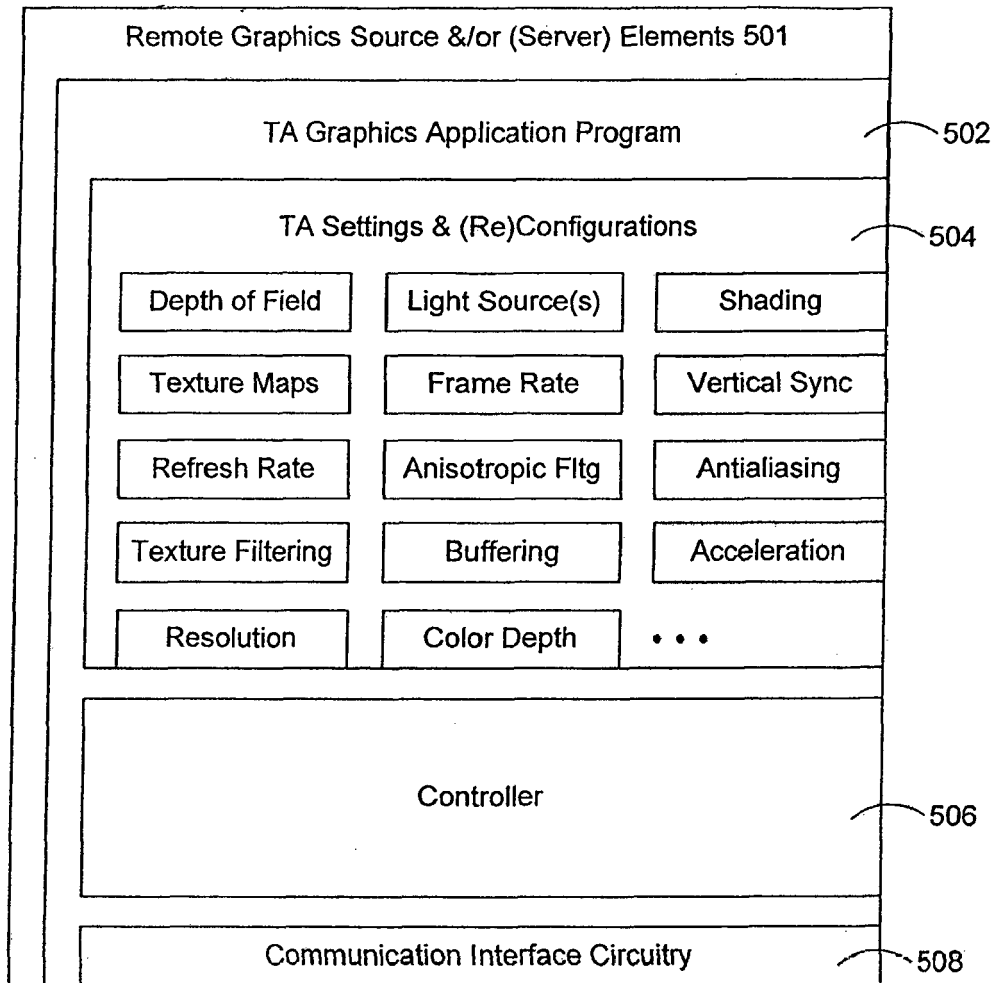 Remote Graphics Source &/or (Server) Elements 501
TA Graphics Application Program
502
TA Settings & (Re)Configurations
504
Depth of Field
Light Source(s)
Shading
Texture Maps
Frame Rate
Vertical Sync
Refresh Rate
Anisotropic Fltg
Antialiasing
Texture Filtering
Buffering
Acceleration
Resolution
Color Depth
• • •
Controller
506
Communication Interface Circuitry
508